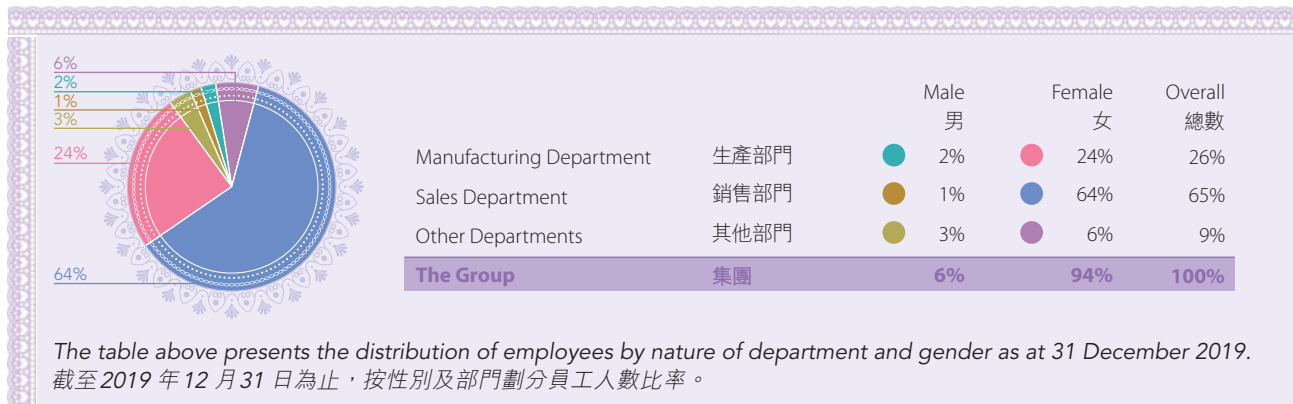 6%
2%
1%
3%
24%
64%
Male Female Overall
男 女 總數
Manufacturing Department 生產部門 2% 24% 26%
Sales Department 銷售部門 1% 64% 65%
Other Departments 其他部門 3% 6% 9%
The Group 集團 6% 94% 100%
The table above presents the distribution of employees by nature of department and gender as at 31 December 2019.
截至2019 年12 月31 日為止，按性別及部門劃分員工人數比率。